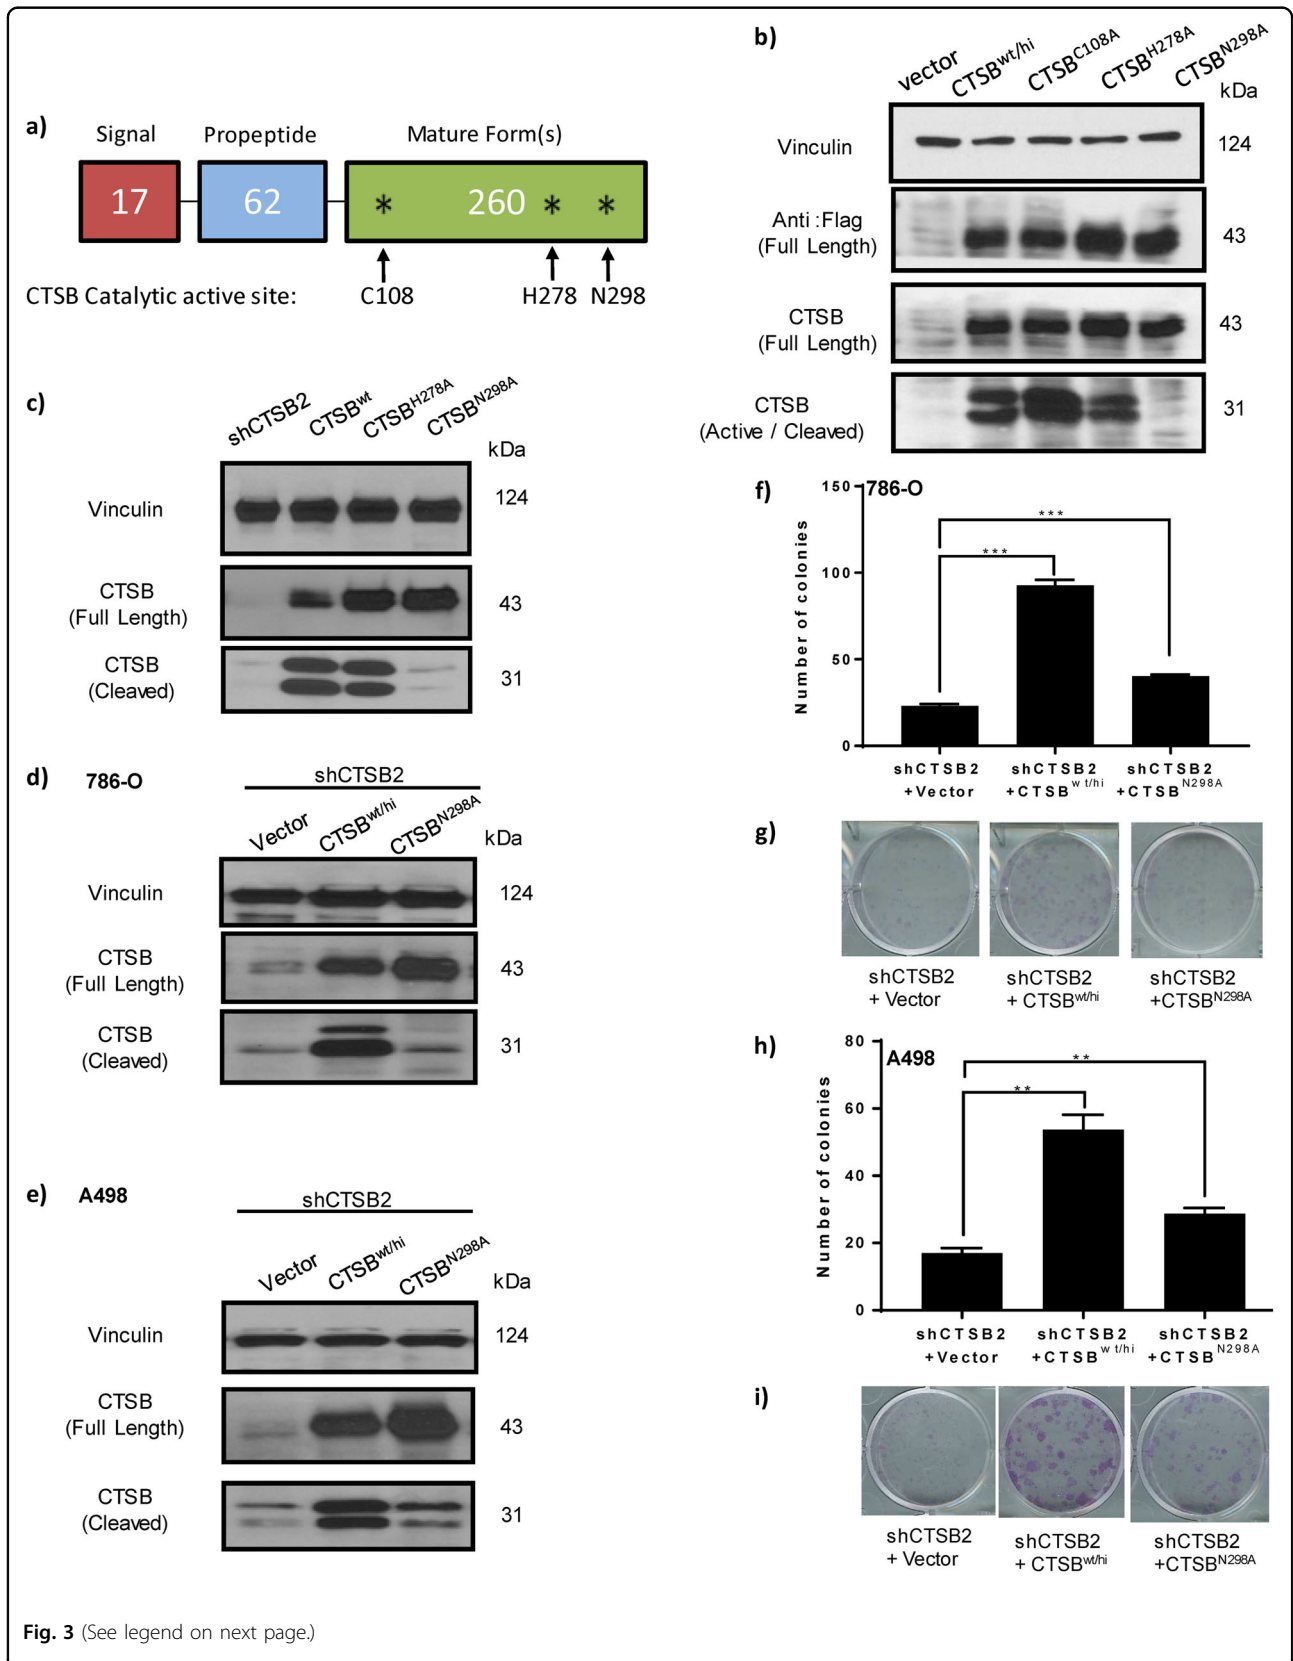 a)
Signal Propeptide Mature Form(s)
17 62 * 260 * *
CTSB Catalytic active site: C108 H278 N298
b)
vector CTSBwt/hi CTSBC108A CTSBH278A CTSBN298A
kDa
Vinculin 124
Anti :Flag
(Full Length) 43
CTSB
(Full Length) 43
CTSB
(Active / Cleaved) 31
c)
shCTSB2 CTSBwt CTSBH278A CTSBN298A
kDa
Vinculin 124
CTSB
(Full Length) 43
CTSB
(Cleaved) 31
d) 786-O
shCTSB2
Vector CTSBwt/hi CTSBN298A
kDa
Vinculin 124
CTSB
(Full Length) 43
CTSB
(Cleaved) 31
e) A498
shCTSB2
Vector CTSBwt/hi CTSBN298A
kDa
Vinculin 124
CTSB
(Full Length) 43
CTSB
(Cleaved) 31
f)
786-O
Number of colonies
150
100
50
0
***
***
shCTSB2 shCTSB2 shCTSB2
+Vector +CTSBwt/hi +CTSBN298A
g)
shCTSB2 shCTSB2 shCTSB2
+ Vector + CTSBwt/hi +CTSBN298A
h)
A498
Number of colonies
80
60
40
20
0
**
**
shCTSB2 shCTSB2 shCTSB2
+Vector +CTSBwt/hi +CTSBN298A
i)
shCTSB2 shCTSB2 shCTSB2
+ Vector + CTSBwt/hi +CTSBN298A
Fig. 3 (See legend on next page.)